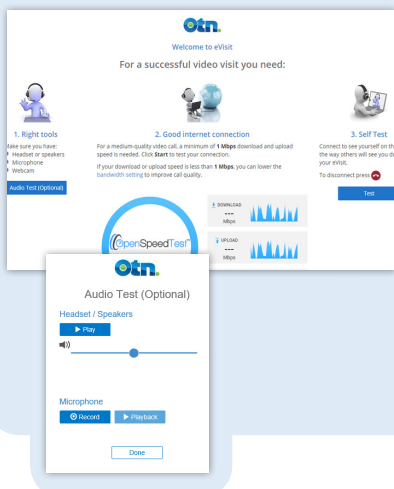 Otn.
Welcome to eVisit
For a successful video visit you need:
1. Right tools
Make sure you have:
Headset or speakers
Microphone
Webcam
Audio Test (Optional)
2. Good internet connection
For a medium-quality video call, a minimum of 1 Mbps download and upload
speed is needed. Click Start to test your connection.
If your download or upload speed is less than 1 Mbps, you can lower the
bandwidth setting to improve call quality.
OpenSpeedTest
DOWNLOAD
---
Mbps
UPLOAD
---
Mbps
3. Self Test
Connect to see yourself on th
the way others will see you d
your eVisit.
To disconnect press
Test
Otn.
Audio Test (Optional)
Headset / Speakers
Play
Microphone
Record
Playback
Done